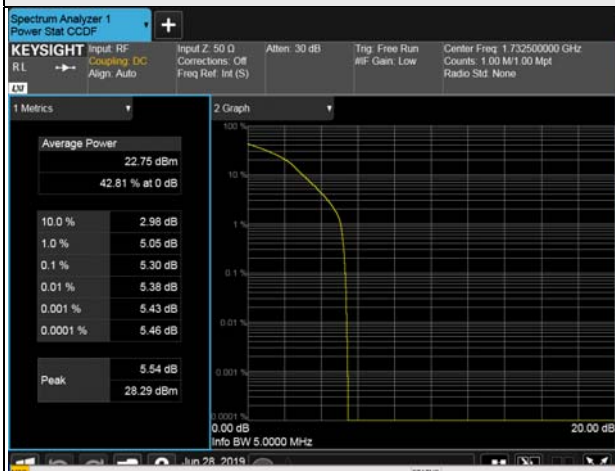 Spectrum Analyzer 1
Power Stat CCDF
KEYSIGHT
RL
LXI
Input: RF
Coupling: DC
Align: Auto
Input Z: 50 Ω
Corrections: Off
Freq Ref: Int (S)
Atten: 30 dB
Trig: Free Run
#IF Gain: Low
Center Freq: 1.732500000 GHz
Counts: 1.00 M/1.00 Mpt
Radio Std: None
1 Metrics
Average Power
22.75 dBm
42.81 % at 0 dB
10.0 % 2.98 dB
1.0 % 5.05 dB
0.1 % 5.30 dB
0.01 % 5.38 dB
0.001 % 5.43 dB
0.0001 % 5.46 dB
Peak
5.54 dB
28.29 dBm
2 Graph
100 %
10 %
1 %
0.1 %
0.01 %
0.001 %
0.0001 %
0.00 dB 20.00 dB
Info BW 5.0000 MHz
Jun 28, 2019